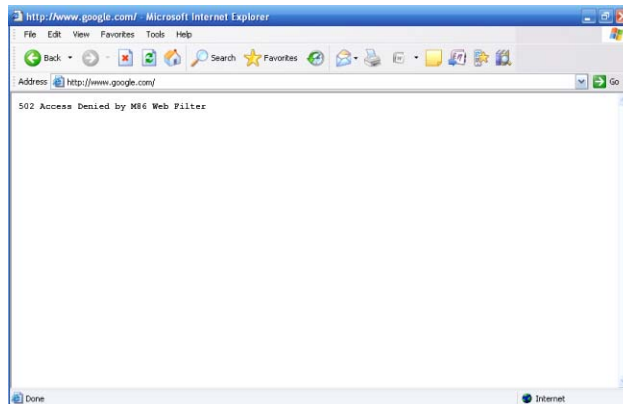 http://www.google.com/ - Microsoft Internet Explorer
File Edit View Favorites Tools Help
Back Search Favorites
Address http://www.google.com/ Go
502 Access Denied by M86 Web Filter
Done Internet